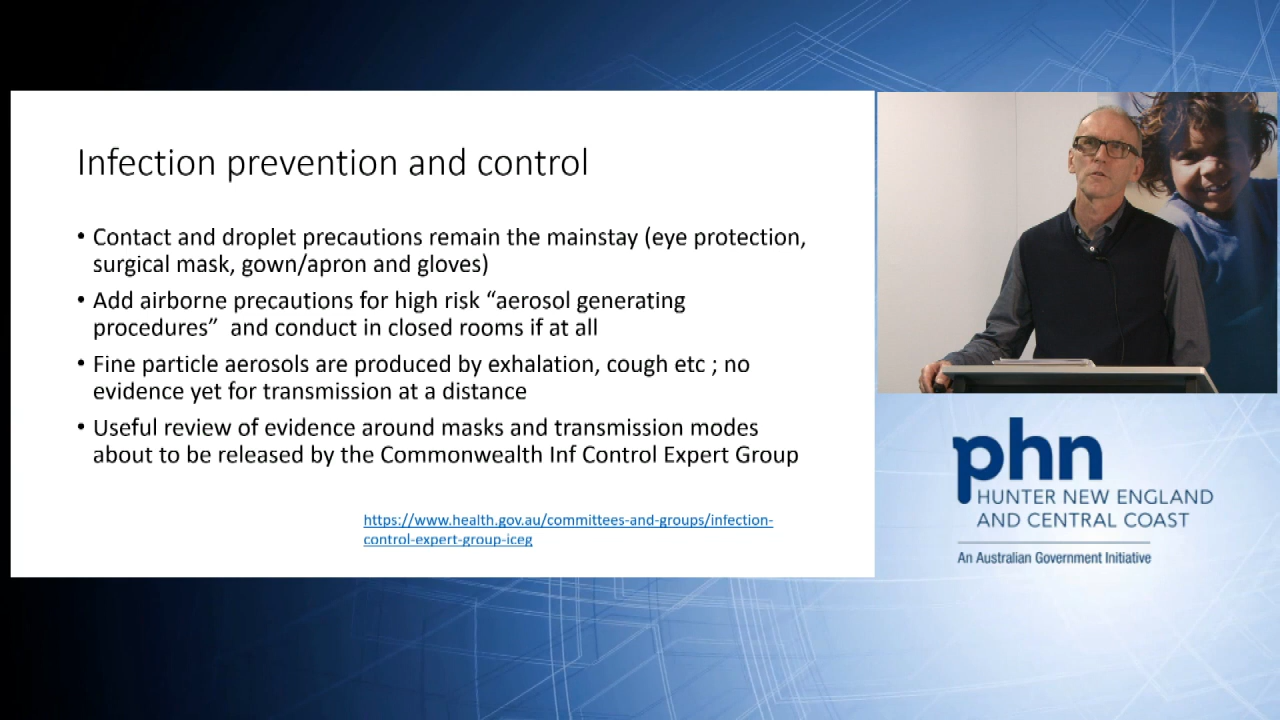 Infection prevention and control
• Contact and droplet precautions remain the mainstay (eye protection,
surgical mask, gown/apron and gloves)
• Add airborne precautions for high risk “aerosol generating
procedures”  and conduct in closed rooms if at all
• Fine particle aerosols are produced by exhalation, cough etc ; no
evidence yet for transmission at a distance
• Useful review of evidence around masks and transmission modes
about to be released by the Commonwealth Inf Control Expert Group
https://www.health.gov.au/committees-and-groups/infection-
control-expert-group-iceg
phn
HUNTER NEW ENGLAND
AND CENTRAL COAST
An Australian Government Initiative